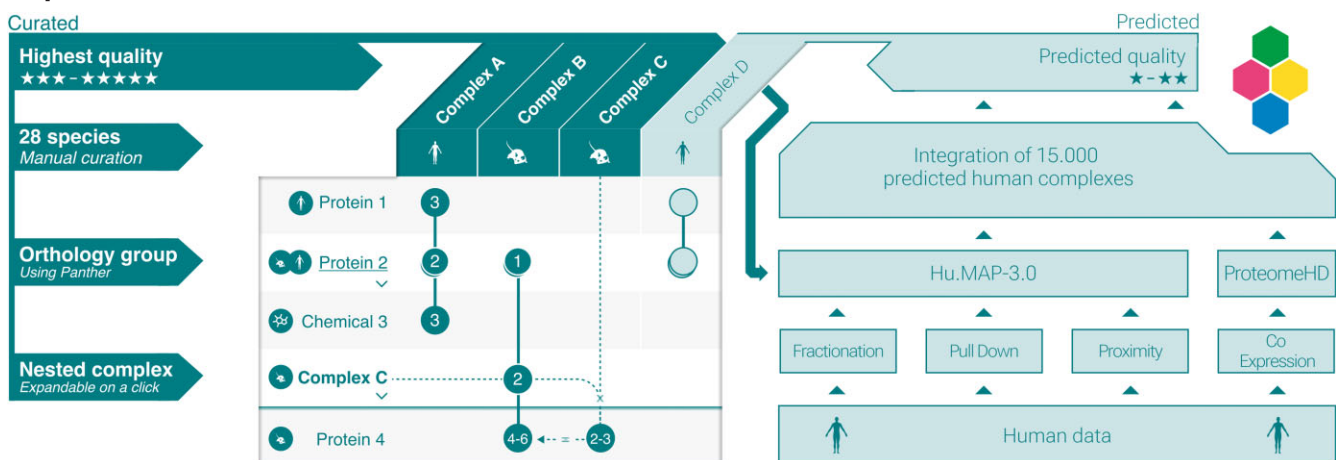 Curated
Highest quality
★★★-★★★★★
28 species
Manual curation
Orthology group
Using Panther
Nested complex
Expandable on a click
Complex A
Complex B
Complex C
Complex D
Protein 1
3
Protein 2
2
1
Chemical 3
3
Complex C
2
x
Protein 4
4-6
=
2-3
Predicted
Predicted quality
★-★★
Integration of 15.000
predicted human complexes
Hu.MAP-3.0
ProteomeHD
Fractionation
Pull Down
Proximity
Co
Expression
Human data